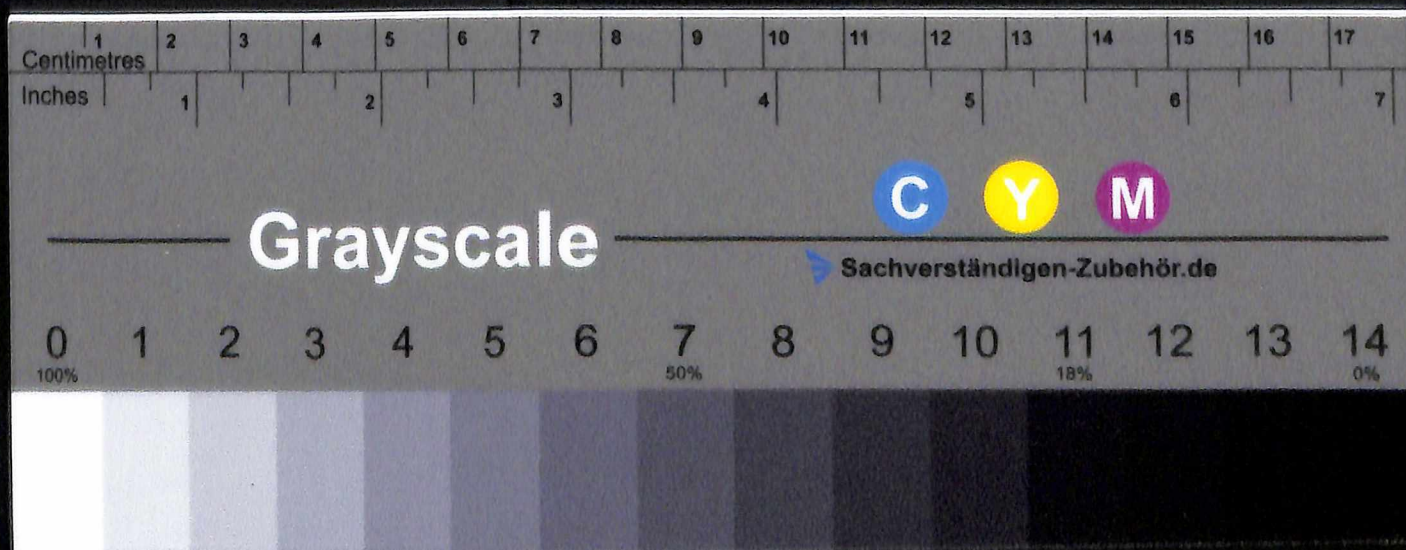 1 2 3 4 5 6 7 8 9 10 11 12 13 14 15 16 17
Centimetres
Inches
1 2 3 4 5 6 7
C Y M
Grayscale
Sachverständigen-Zubehör.de
0 1 2 3 4 5 6 7 8 9 10 11 12 13 14
100% 50% 18% 0%